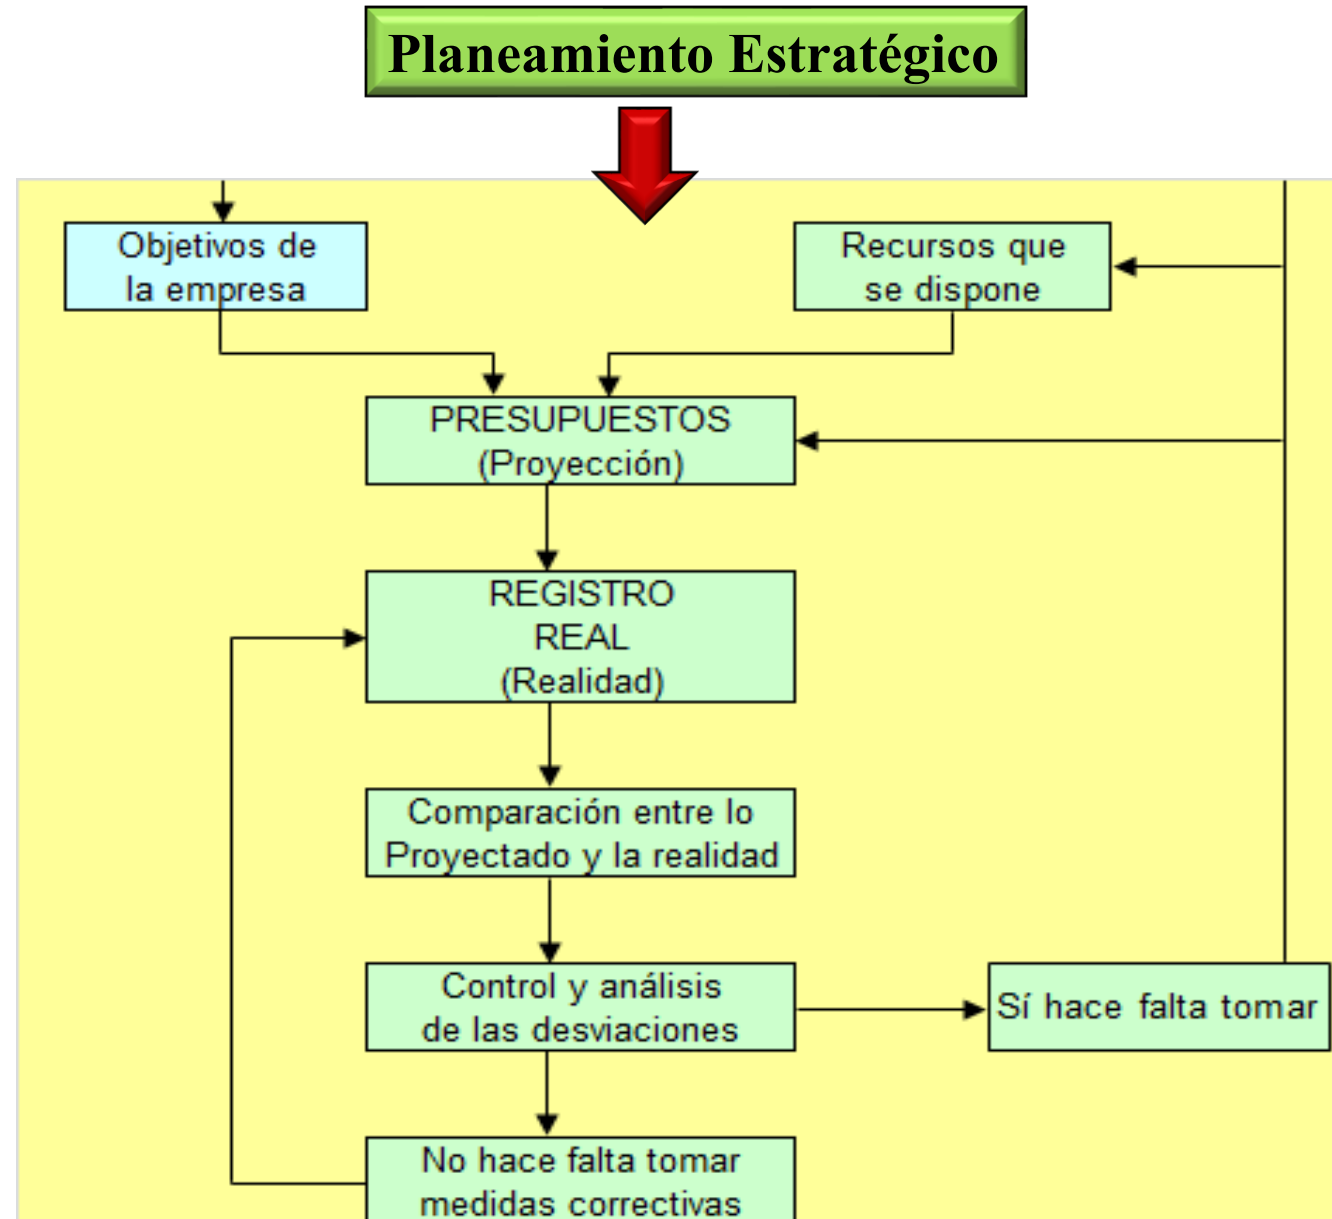 Planeamiento Estratégico
Objetivos de
la empresa
Recursos que
se dispone
PRESUPUESTOS
(Proyección)
REGISTRO
REAL
(Realidad)
Comparación entre lo
Proyectado y la realidad
Control y análisis
de las desviaciones
Sí hace falta tomar
No hace falta tomar
medidas correctivas